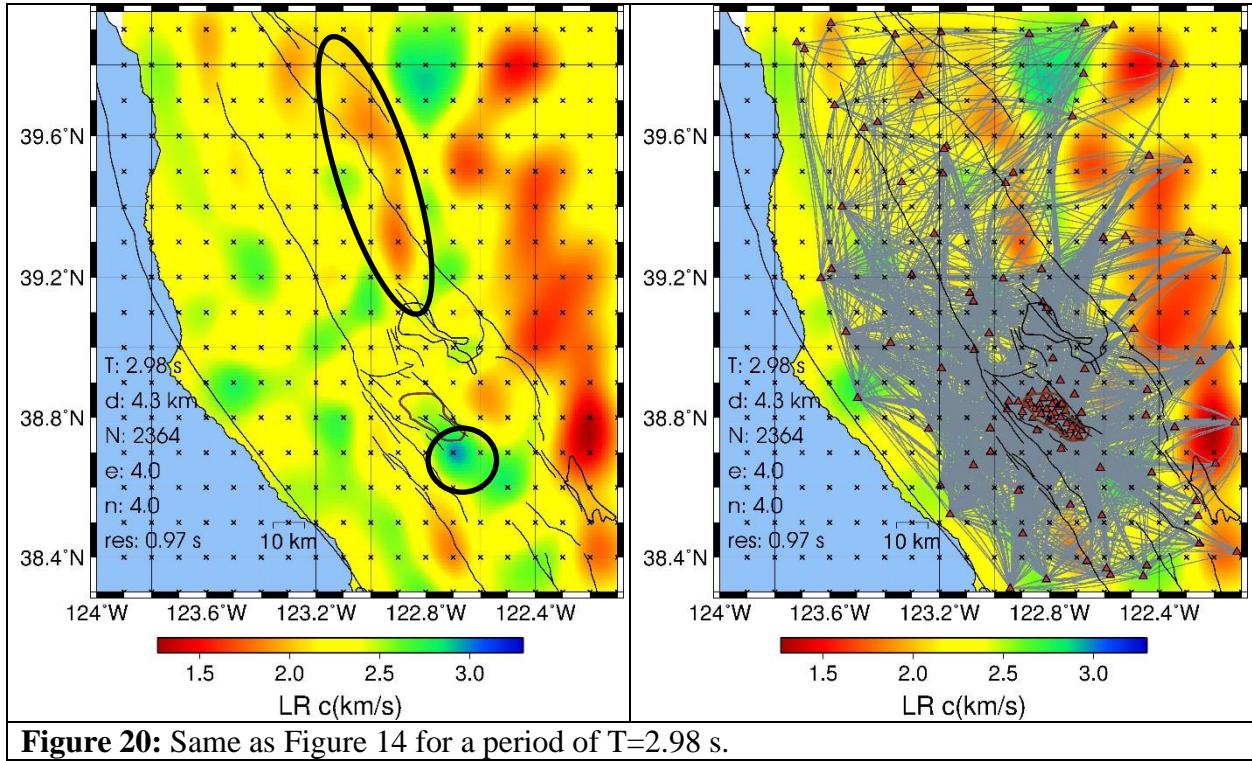 39.6˚N
39.2˚N
38.8˚N
38.4˚N
T: 2.98 s
d: 4.3 km
N: 2364
e: 4.0
n: 4.0
res: 0.97 s
10 km
124˚W 123.6˚W 123.2˚W 122.8˚W 122.4˚W
1.5 2.0 2.5 3.0
LR c(km/s)
39.6˚N
39.2˚N
38.8˚N
38.4˚N
T: 2.98 s
d: 4.3 km
N: 2364
e: 4.0
n: 4.0
res: 0.97 s
10 km
124˚W 123.6˚W 123.2˚W 122.8˚W 122.4˚W
1.5 2.0 2.5 3.0
LR c(km/s)
Figure 20: Same as Figure 14 for a period of T=2.98 s.